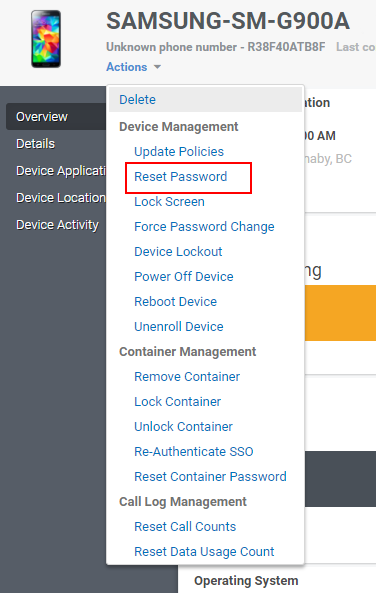 SAMSUNG-SM-G900A
Unknown phone number - R38F40ATB8F Last co
Actions
Overview
Details
Device Applicati
Device Location
Device Activity
Delete
Device Management
Update Policies
Reset Password
Lock Screen
Force Password Change
Device Lockout
Power Off Device
Reboot Device
Unenroll Device
Container Management
Remove Container
Lock Container
Unlock Container
Re-Authenticate SSO
Reset Container Password
Call Log Management
Reset Call Counts
Reset Data Usage Count
ation
00 AM
naby, BC
ng
Operating System